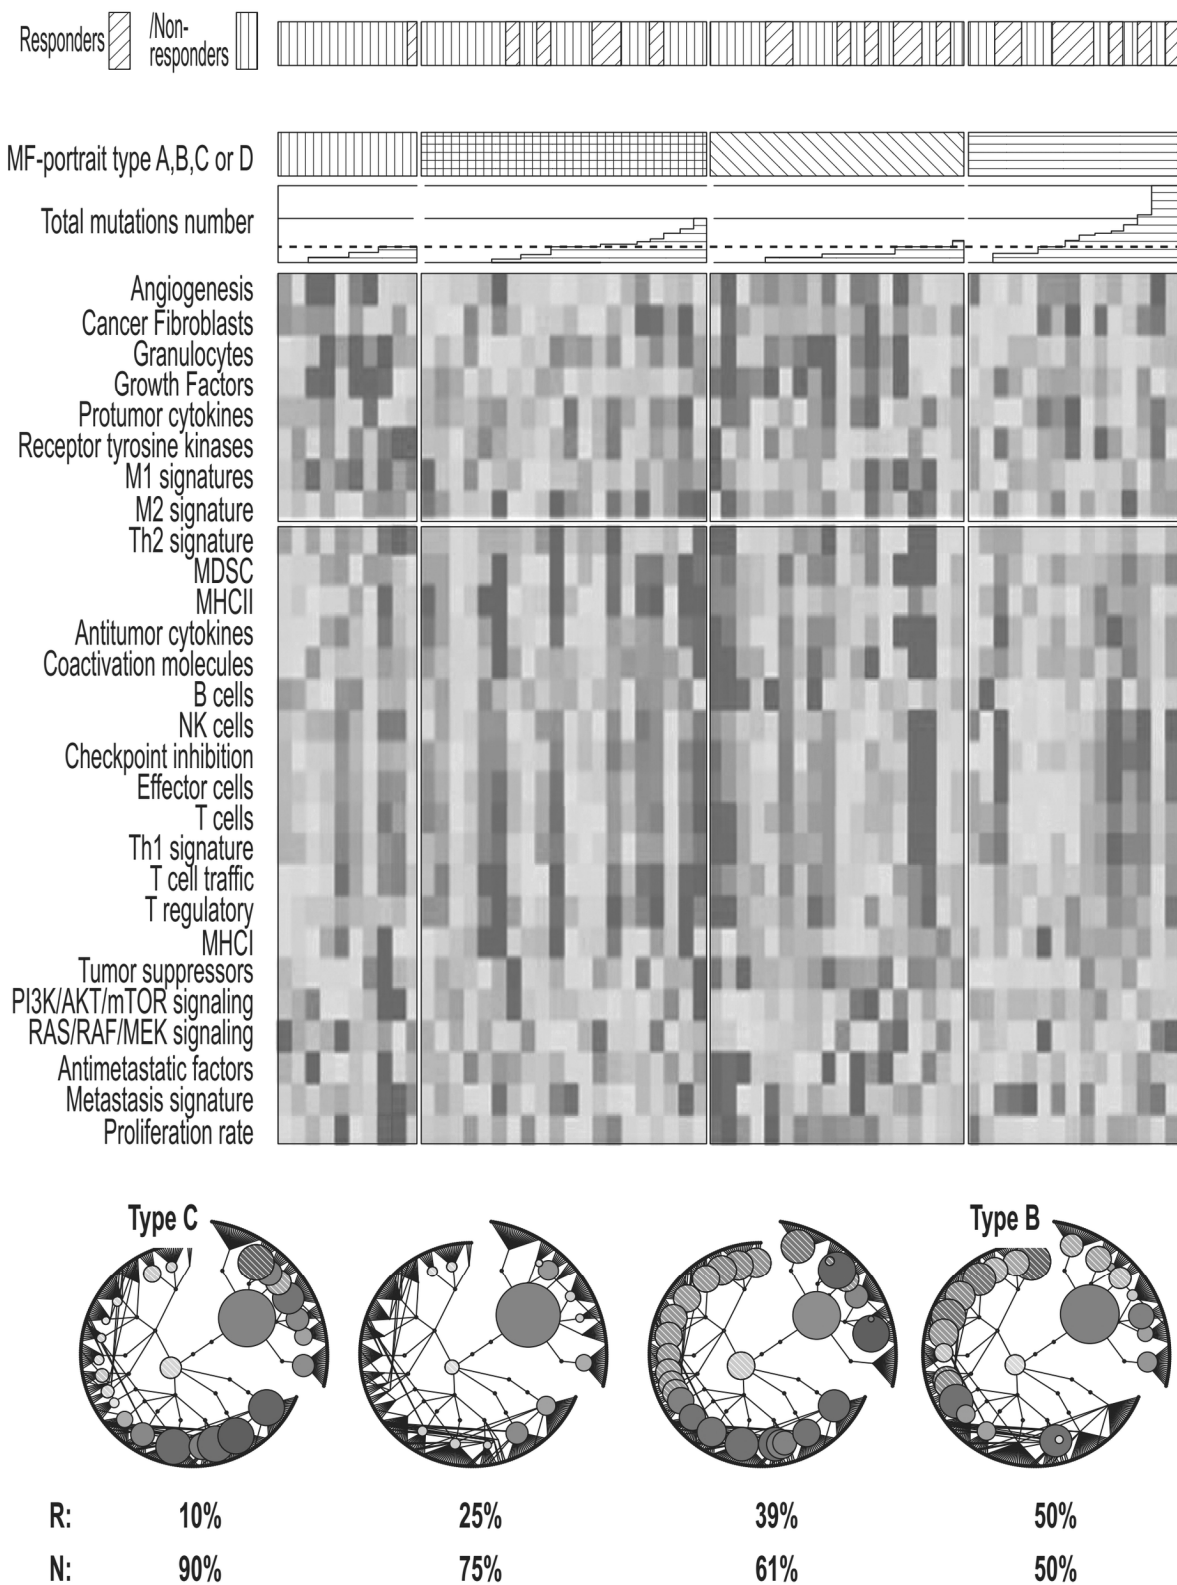 Responders
/Non-
responders
MF-portrait type A,B,C or D
Total mutations number
Angiogenesis
Cancer Fibroblasts
Granulocytes
Growth Factors
Protumor cytokines
Receptor tyrosine kinases
M1 signatures
M2 signature
Th2 signature
MDSC
MHCII
Antitumor cytokines
Coactivation molecules
B cells
NK cells
Checkpoint inhibition
Effector cells
T cells
Th1 signature
T cell traffic
T regulatory
MHCI
Tumor suppressors
PI3K/AKT/mTOR signaling
RAS/RAF/MEK signaling
Antimetastatic factors
Metastasis signature
Proliferation rate
Type C
Type B
R: 10% 25% 39% 50%
N: 90% 75% 61% 50%